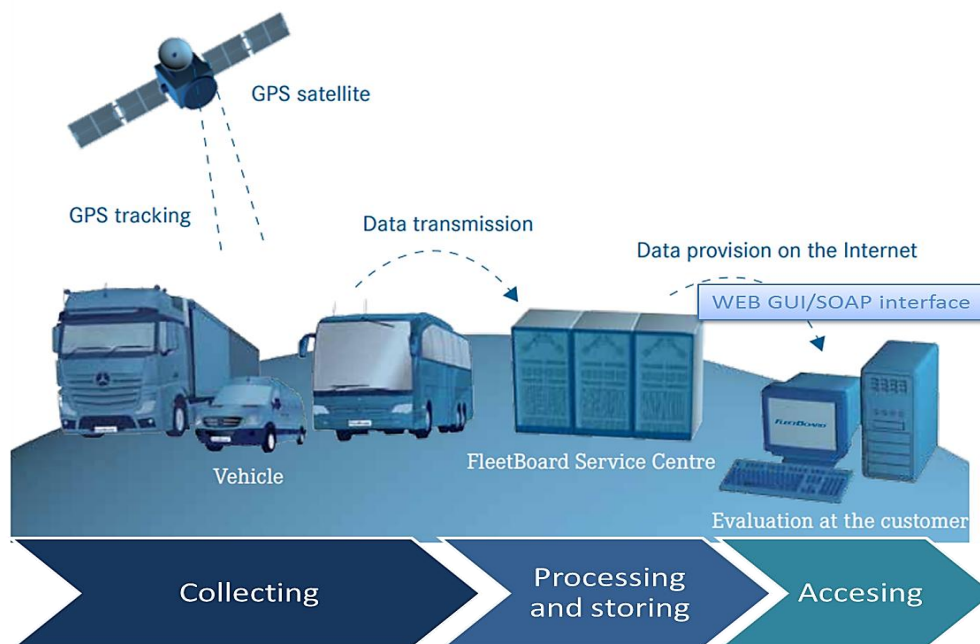 GPS satellite
GPS tracking
Data transmission
Data provision on the Internet
WEB GUI/SOAP interface
FLEETBOARD
Vehicle
FleetBoard Service Centre
Evaluation at the customer
Collecting
Processing
and storing
Accesing